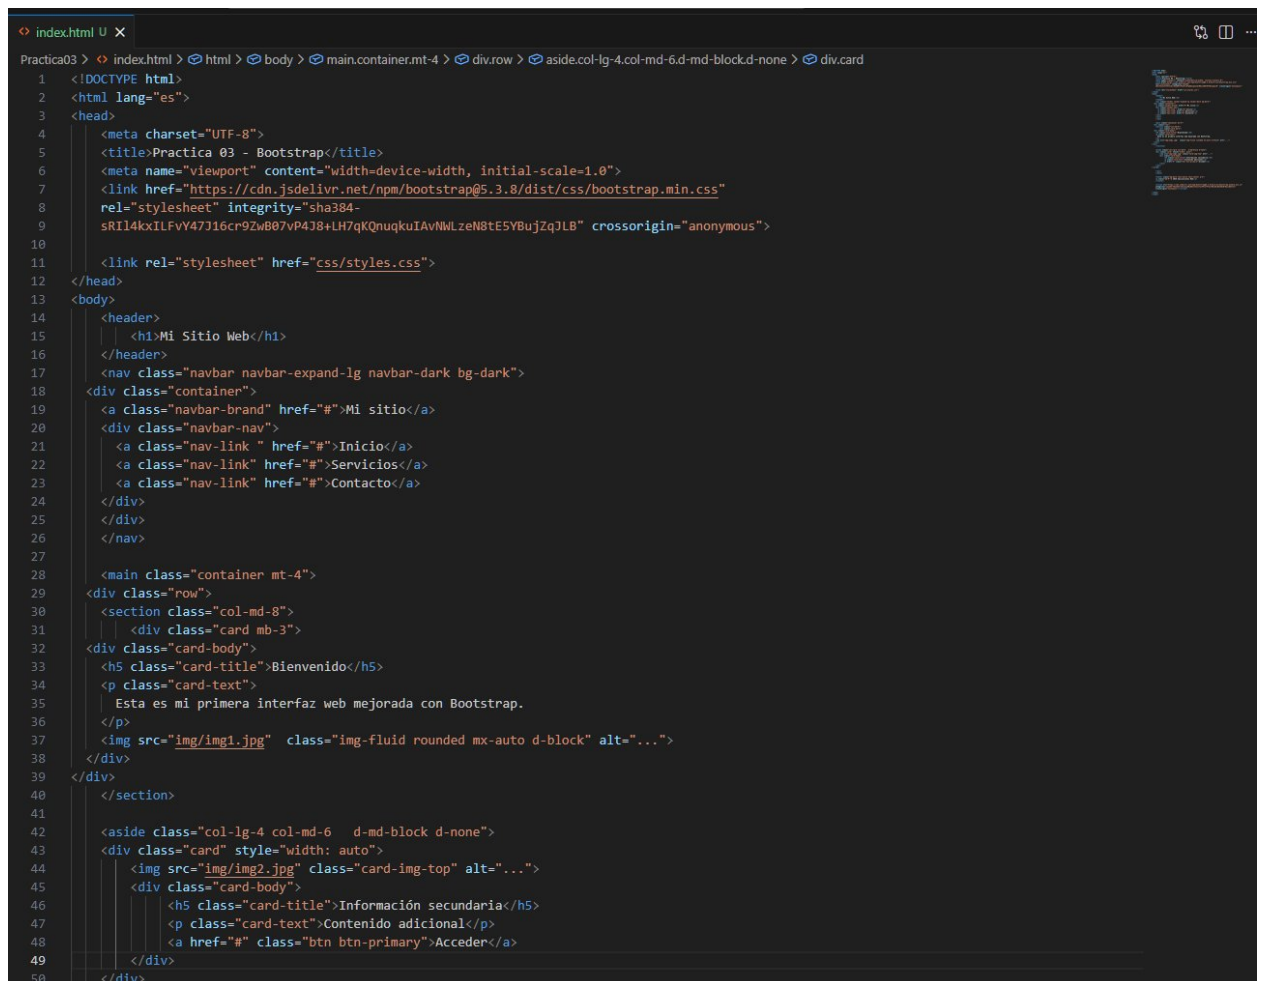 index.html U ×
Practica03 > index.html > html > body > main.container.mt-4 > div.row > aside.col-lg-4.col-md-6.d-md-block.d-none > div.card
1 <!DOCTYPE html>
2 <html lang="es">
3 <head>
4 <meta charset="UTF-8">
5 <title>Practica 03 - Bootstrap</title>
6 <meta name="viewport" content="width=device-width, initial-scale=1.0">
7 <link href="https://cdn.jsdelivr.net/npm/bootstrap@5.3.8/dist/css/bootstrap.min.css"
8 rel="stylesheet" integrity="sha384-
9 sRIl4kxILFvY47J16cr9ZwB07vP4J8+LH7qKQnuqkuIAvNWLzeN8tE5YBujZqJLB" crossorigin="anonymous">
10
11 <link rel="stylesheet" href="css/styles.css">
12 </head>
13 <body>
14 <header>
15 <h1>Mi Sitio Web</h1>
16 </header>
17 <nav class="navbar navbar-expand-lg navbar-dark bg-dark">
18 <div class="container">
19 <a class="navbar-brand" href="#">Mi sitio</a>
20 <div class="navbar-nav">
21 <a class="nav-link " href="#">Inicio</a>
22 <a class="nav-link" href="#">Servicios</a>
23 <a class="nav-link" href="#">Contacto</a>
24 </div>
25 </div>
26 </nav>
27
28 <main class="container mt-4">
29 <div class="row">
30 <section class="col-md-8">
31 <div class="card mb-3">
32 <div class="card-body">
33 <h5 class="card-title">Bienvenido</h5>
34 <p class="card-text">
35 Esta es mi primera interfaz web mejorada con Bootstrap.
36 </p>
37 <img src="img/img1.jpg"  class="img-fluid rounded mx-auto d-block" alt="...">
38 </div>
39 </div>
40 </section>
41
42 <aside class="col-lg-4 col-md-6   d-md-block d-none">
43 <div class="card" style="width: auto">
44 <img src="img/img2.jpg" class="card-img-top" alt="...">
45 <div class="card-body">
46 <h5 class="card-title">Información secundaria</h5>
47 <p class="card-text">Contenido adicional</p>
48 <a href="#" class="btn btn-primary">Acceder</a>
49 </div>
50 </div>